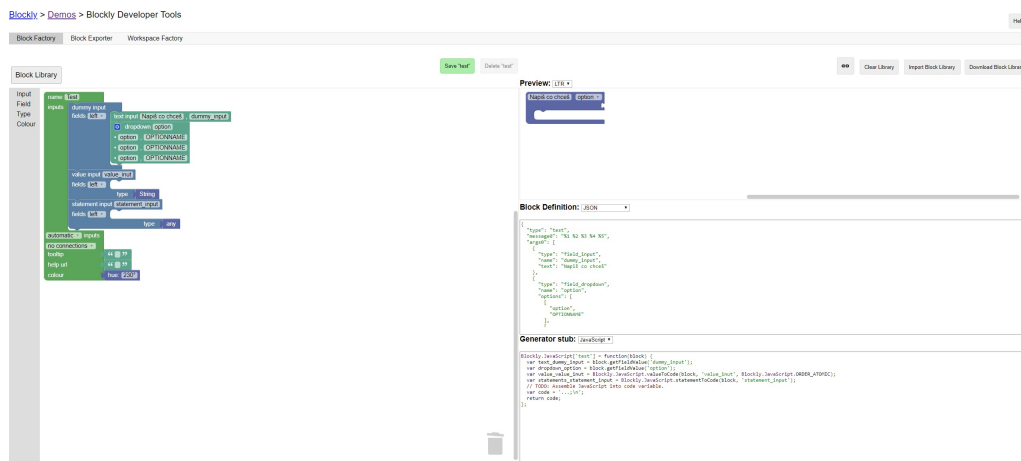 Blockly > Demos > Blockly Developer Tools
Hel
Block Factory Block Exporter Workspace Factory
Block Library
Save "test" Delete "test"
Clear Library Import Block Library Download Block Librar
Input
Field
Type
Colour
name test
inputs dummy input
fields left text input Napiš co chceš , dummy_input
dropdown option
option OPTIONNAME
option OPTIONNAME
option OPTIONNAME
value input value_inut
fields left
type String
statement input statement_input
fields left
type any
automatic inputs
no connections
tooltip “ ”
help url “ ”
colour hue: 230°
Preview: LTR
Napiš co chceš option
Block Definition: JSON
{
"type": "test",
"message0": "%1 %2 %3 %4 %5",
"args0": [
{
"type": "field_input",
"name": "dummy_input",
"text": "Napiš co chceš"
},
{
"type": "field_dropdown",
"name": "option",
"options": [
[
"option",
"OPTIONNAME"
],
[
Generator stub: JavaScript
Blockly.JavaScript['test'] = function(block) {
var text_dummy_input = block.getFieldValue('dummy_input');
var dropdown_option = block.getFieldValue('option');
var value_value_inut = Blockly.JavaScript.valueToCode(block, 'value_inut', Blockly.JavaScript.ORDER_ATOMIC);
var statements_statement_input = Blockly.JavaScript.statementToCode(block, 'statement_input');
// TODO: Assemble JavaScript into code variable.
var code = '...;\n';
return code;
};